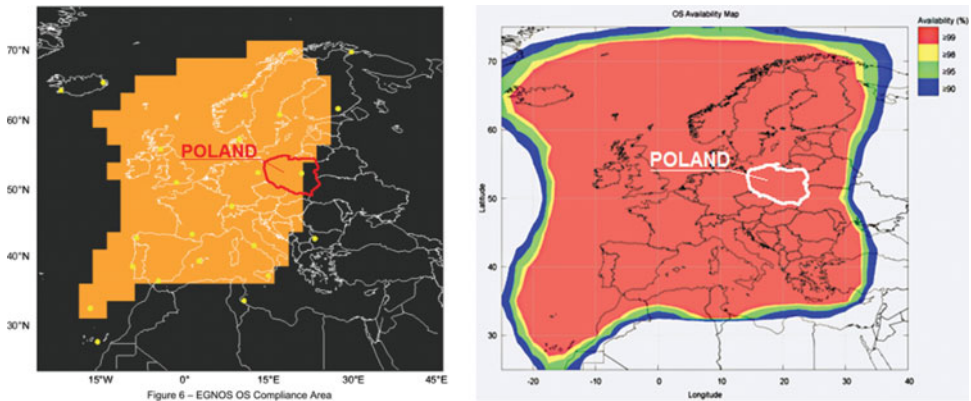 70°N
60°N
50°N
40°N
30°N
POLAND
15°W
0°
15°E
30°E
45°E
Figure 6 – EGNOS OS Compliance Area
OS Availability Map
Availability (%)
≥99
≥98
≥95
≥90
POLAND
Latitude
70
60
50
40
30
-20
-10
0
10
20
30
40
Longitude